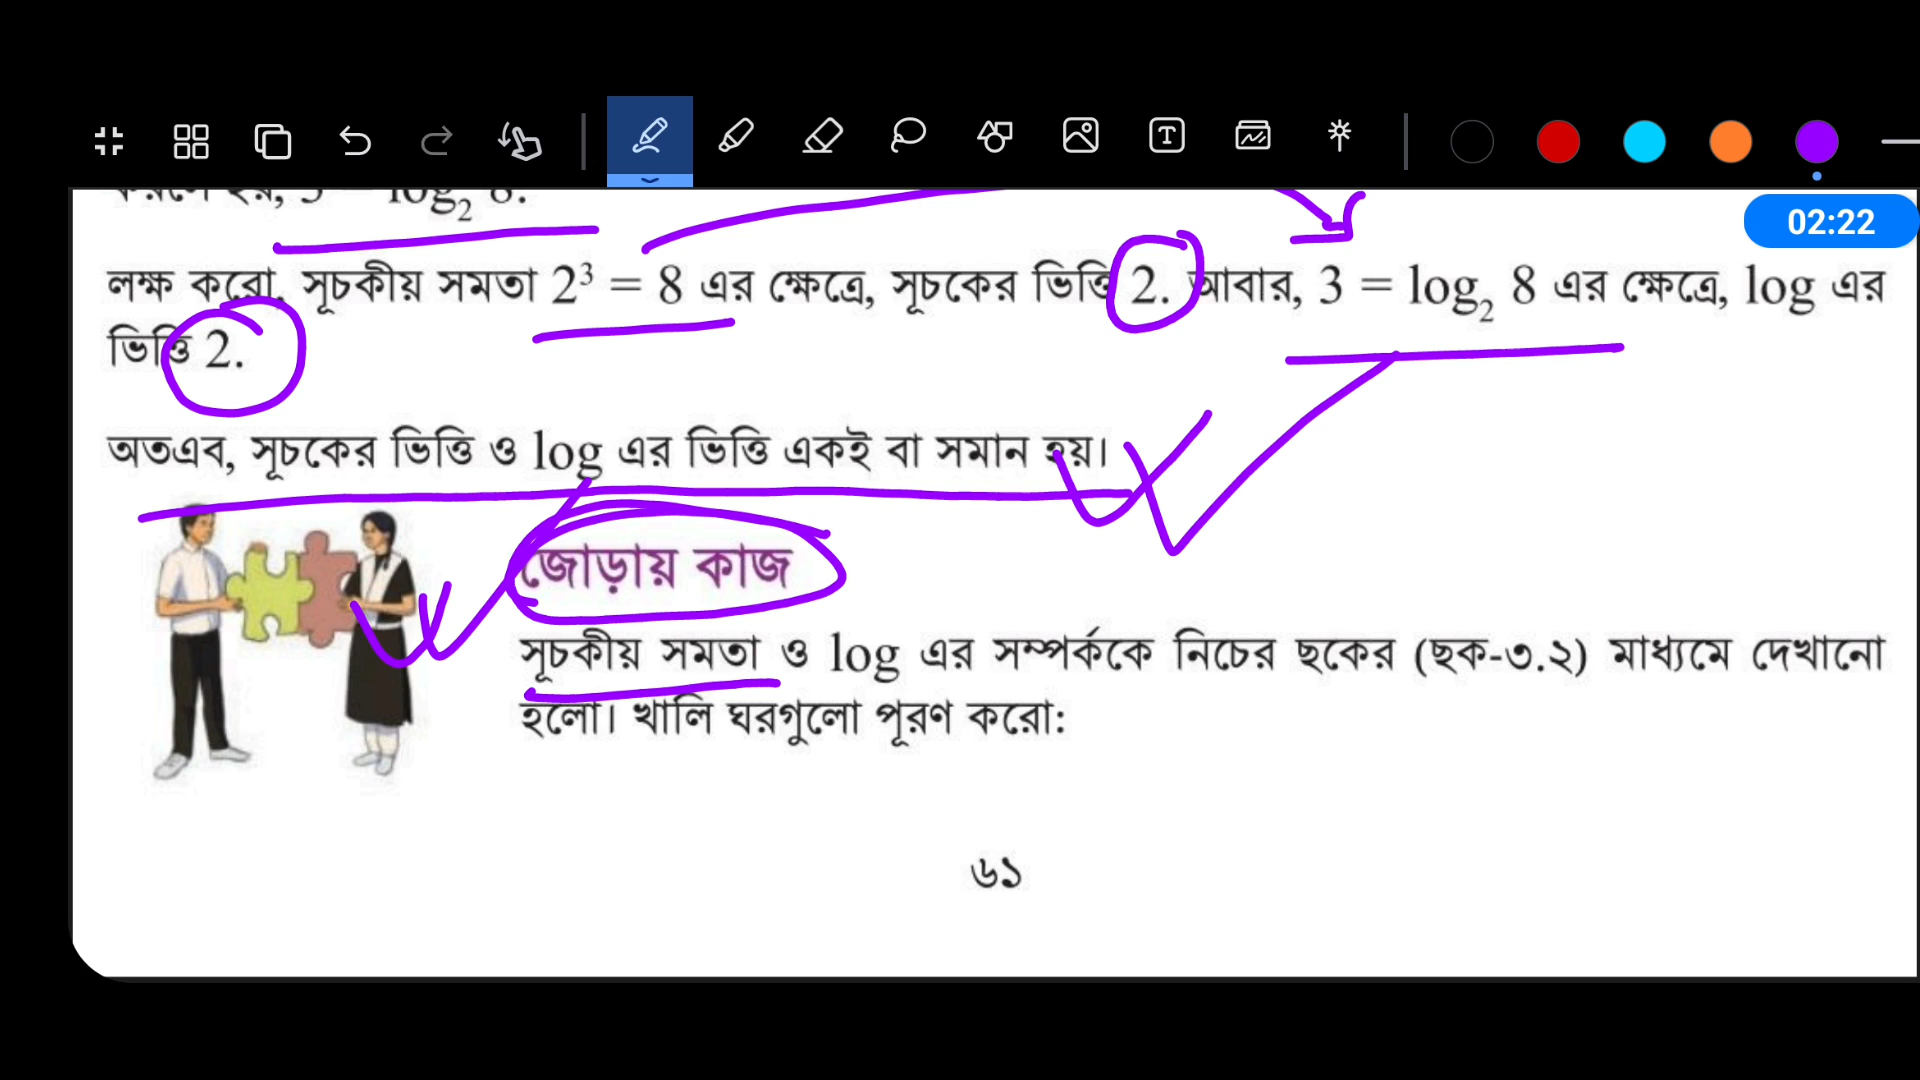 02:22
log₂ 8.
লক্ষ করো, সূচকীয় সমতা 2³ = 8 এর ক্ষেত্রে, সূচকের ভিত্তি 2. আবার, 3 = log₂ 8 এর ক্ষেত্রে, log এর
ভিত্তি 2.
অতএব, সূচকের ভিত্তি ও log এর ভিত্তি একই বা সমান হয়।
জোড়ায় কাজ
সূচকীয় সমতা ও log এর সম্পর্ককে নিচের ছকের (ছক-৩.২) মাধ্যমে দেখানো
হলো। খালি ঘরগুলো পূরণ করো:
৬১